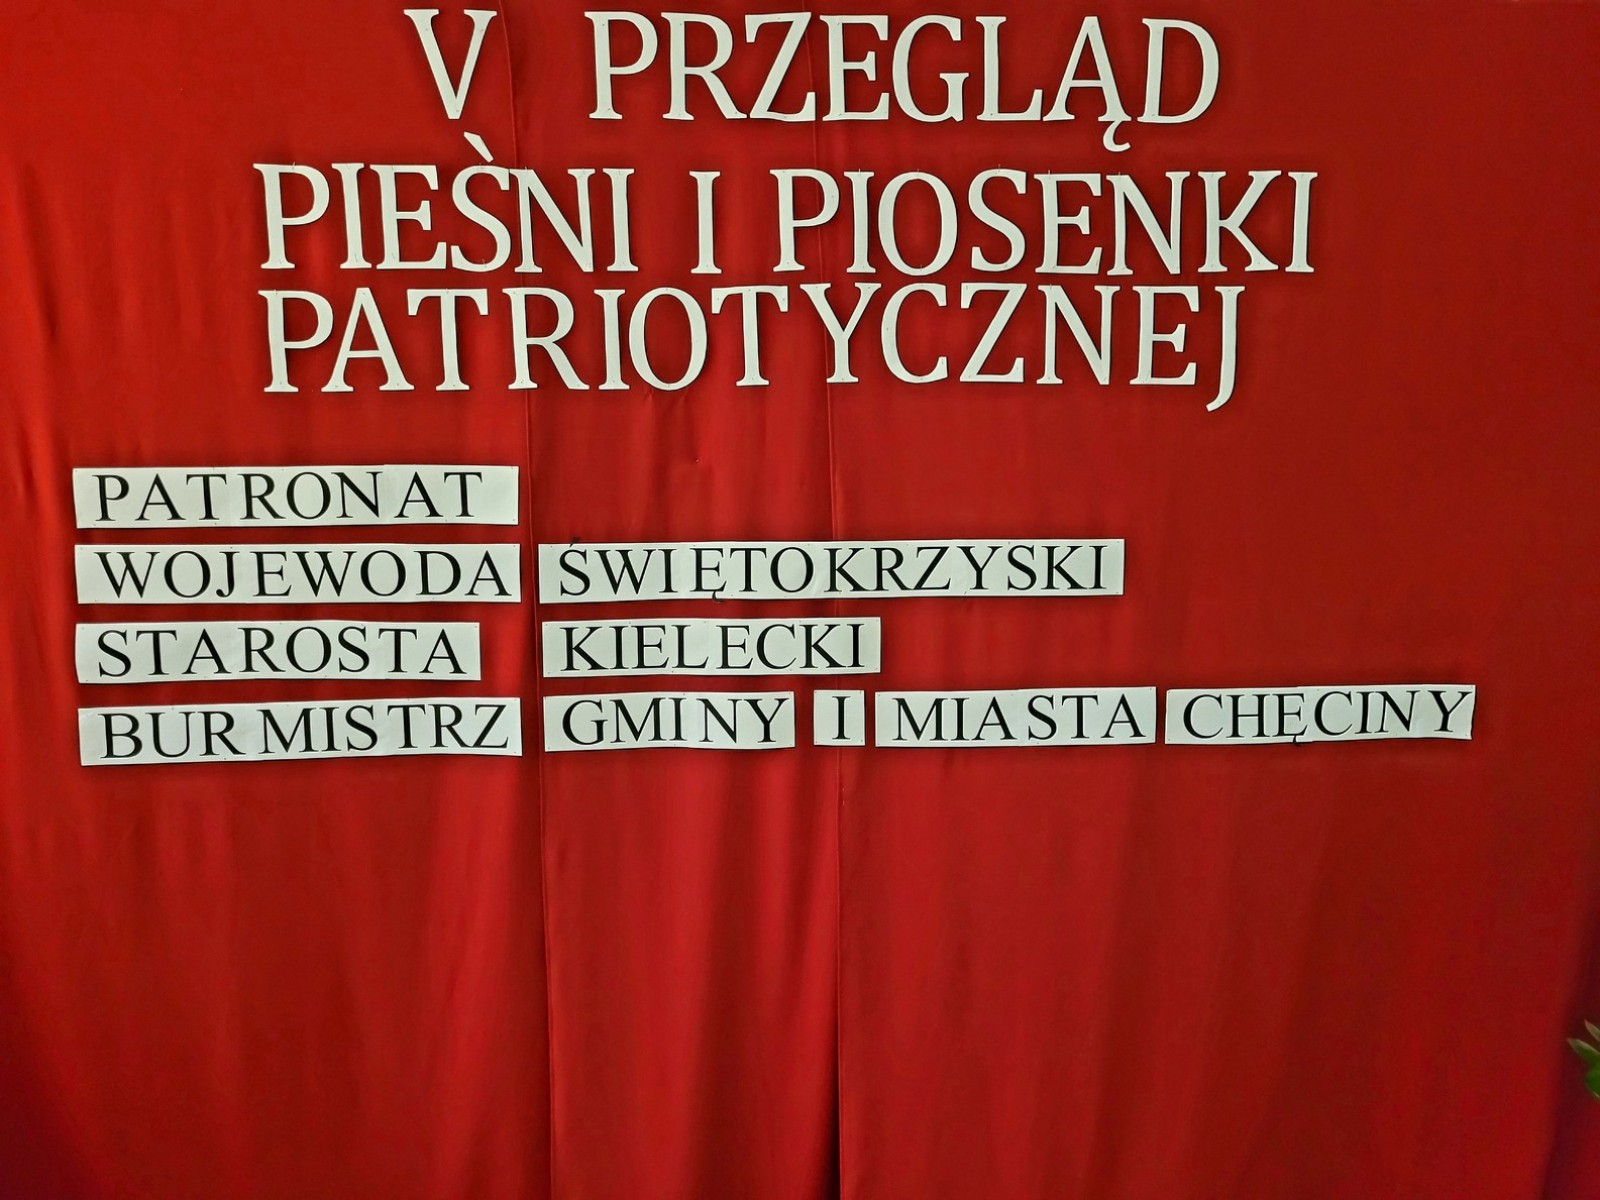 V PRZEGLĄD
PIEŚNI I PIOSENKI
PATRIOTYCZNEJ
PATRONAT
WOJEWODA ŚWIĘTOKRZYSKI
STAROSTA KIELECKI
BURMISTRZ GMINY I MIASTA CHĘCINY